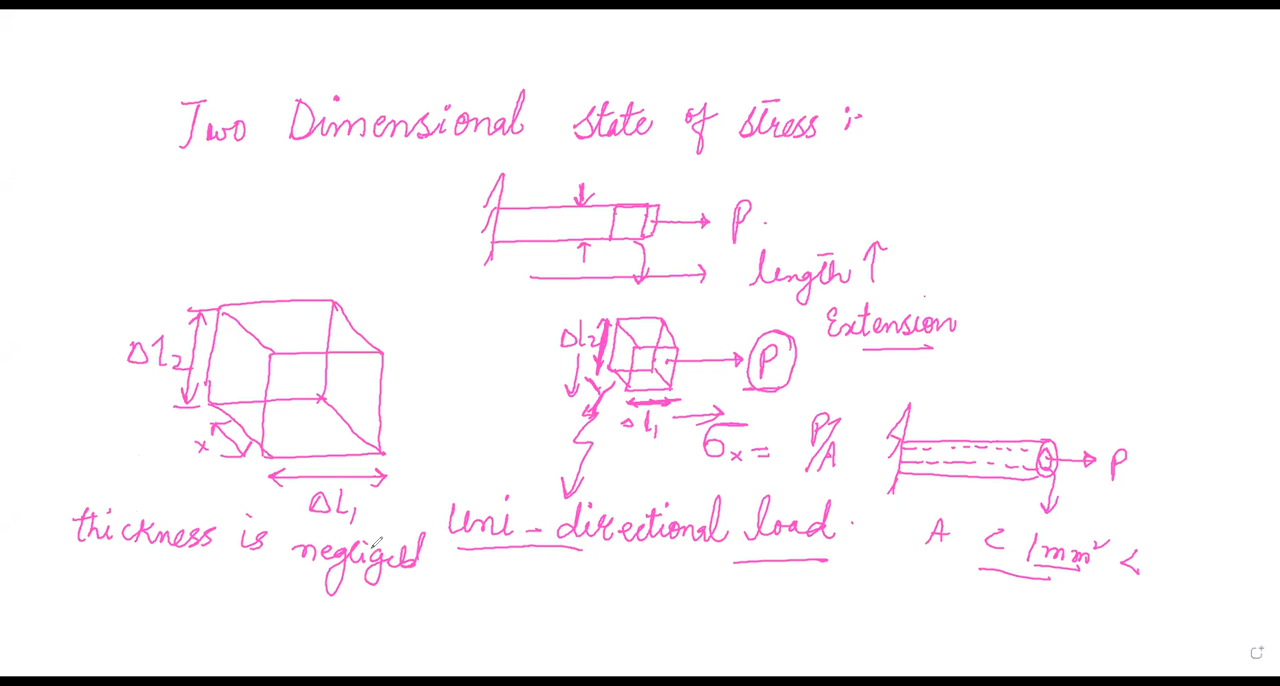 Two Dimensional state of stress :-
P.
length ↑
Extension
Δl₂
P
Δl₁
σx = P/A
Δl₂
x
ΔL₁
P
thickness is negliged
Uni - directional load.
A < 1mm² <